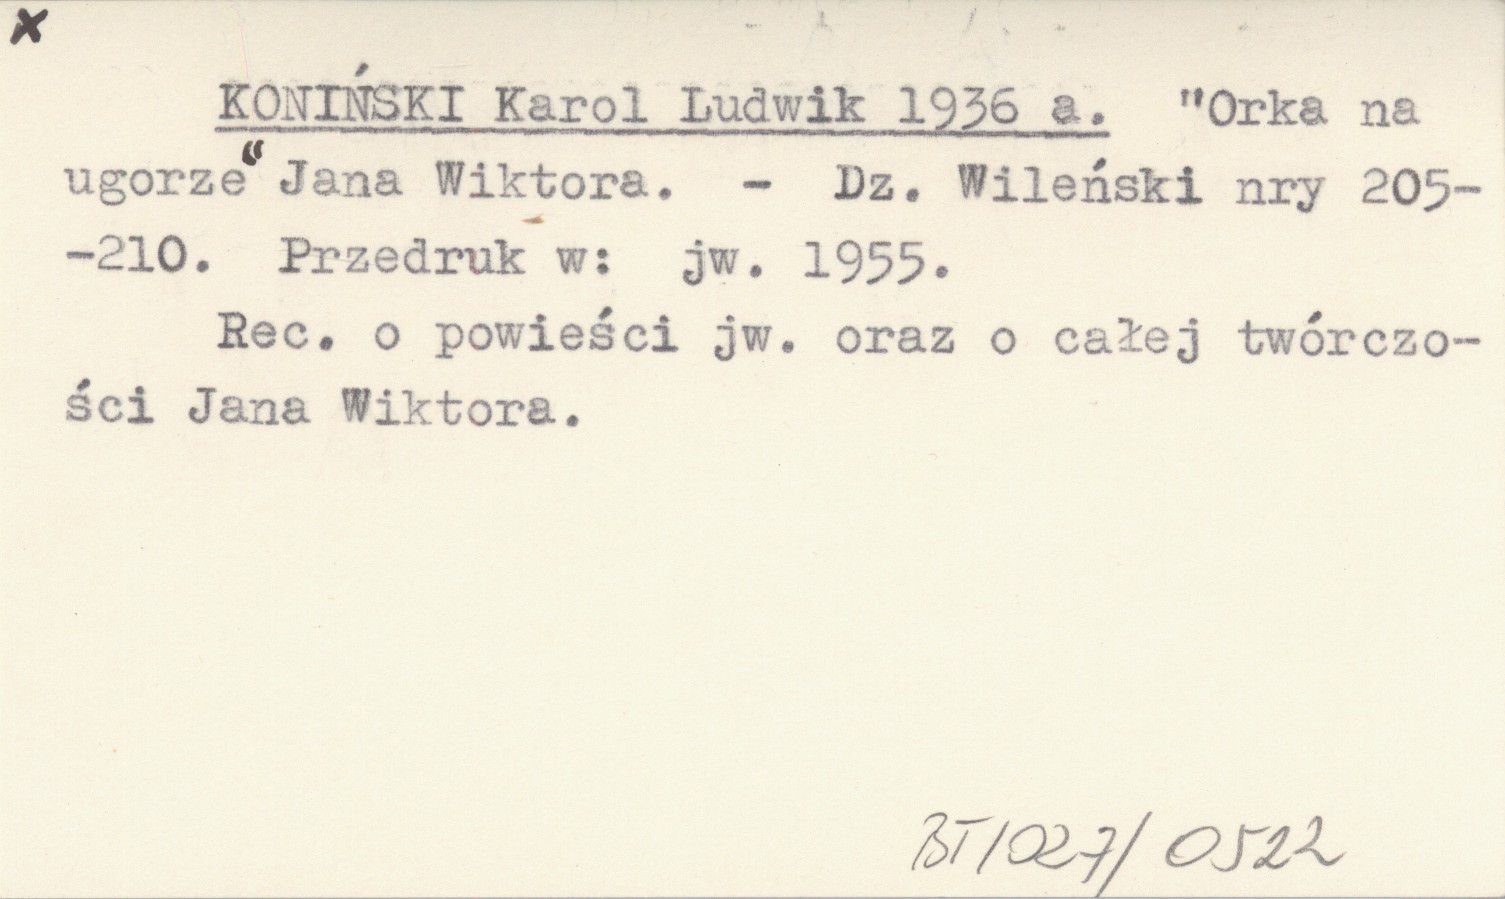 x
KONIŃSKI Karol Ludwik 1936 a. "Orka na
ugorze“ Jana Wiktora. - Dz. Wileński nry 205-
-210. Przedruk w: jw. 1955.
Rec. o powieści jw. oraz o całej twórczo-
ści Jana Wiktora.
BT/027/0522